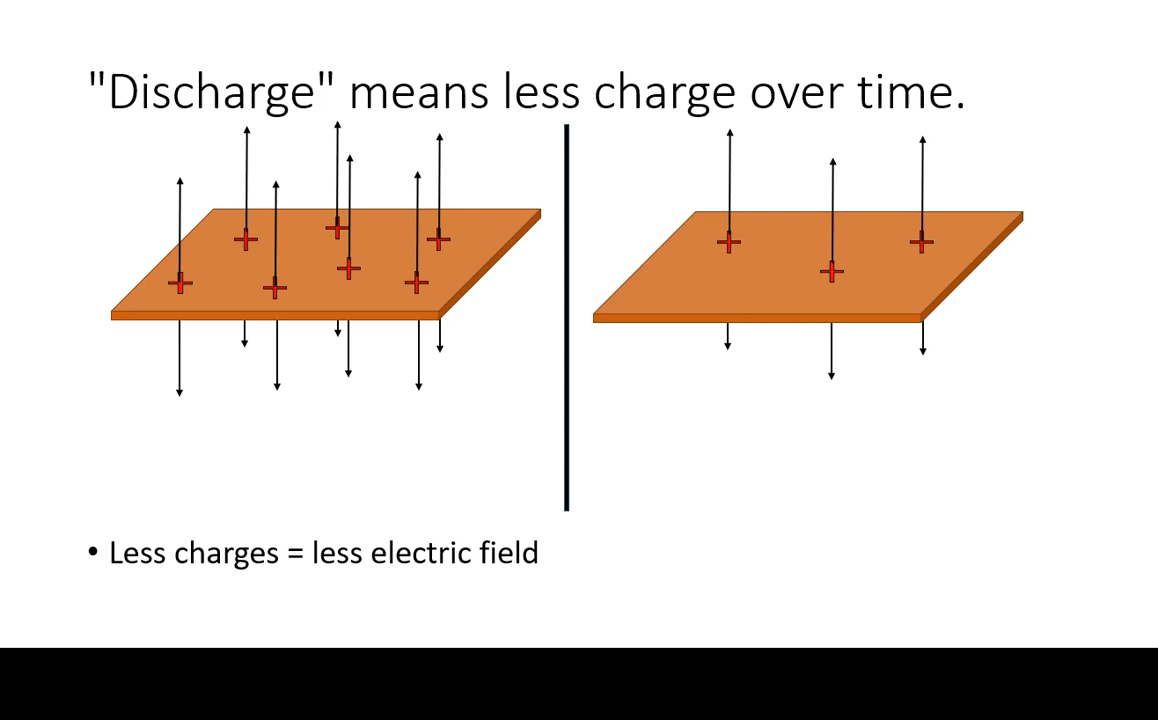 "Discharge" means less charge over time.
• Less charges = less electric field